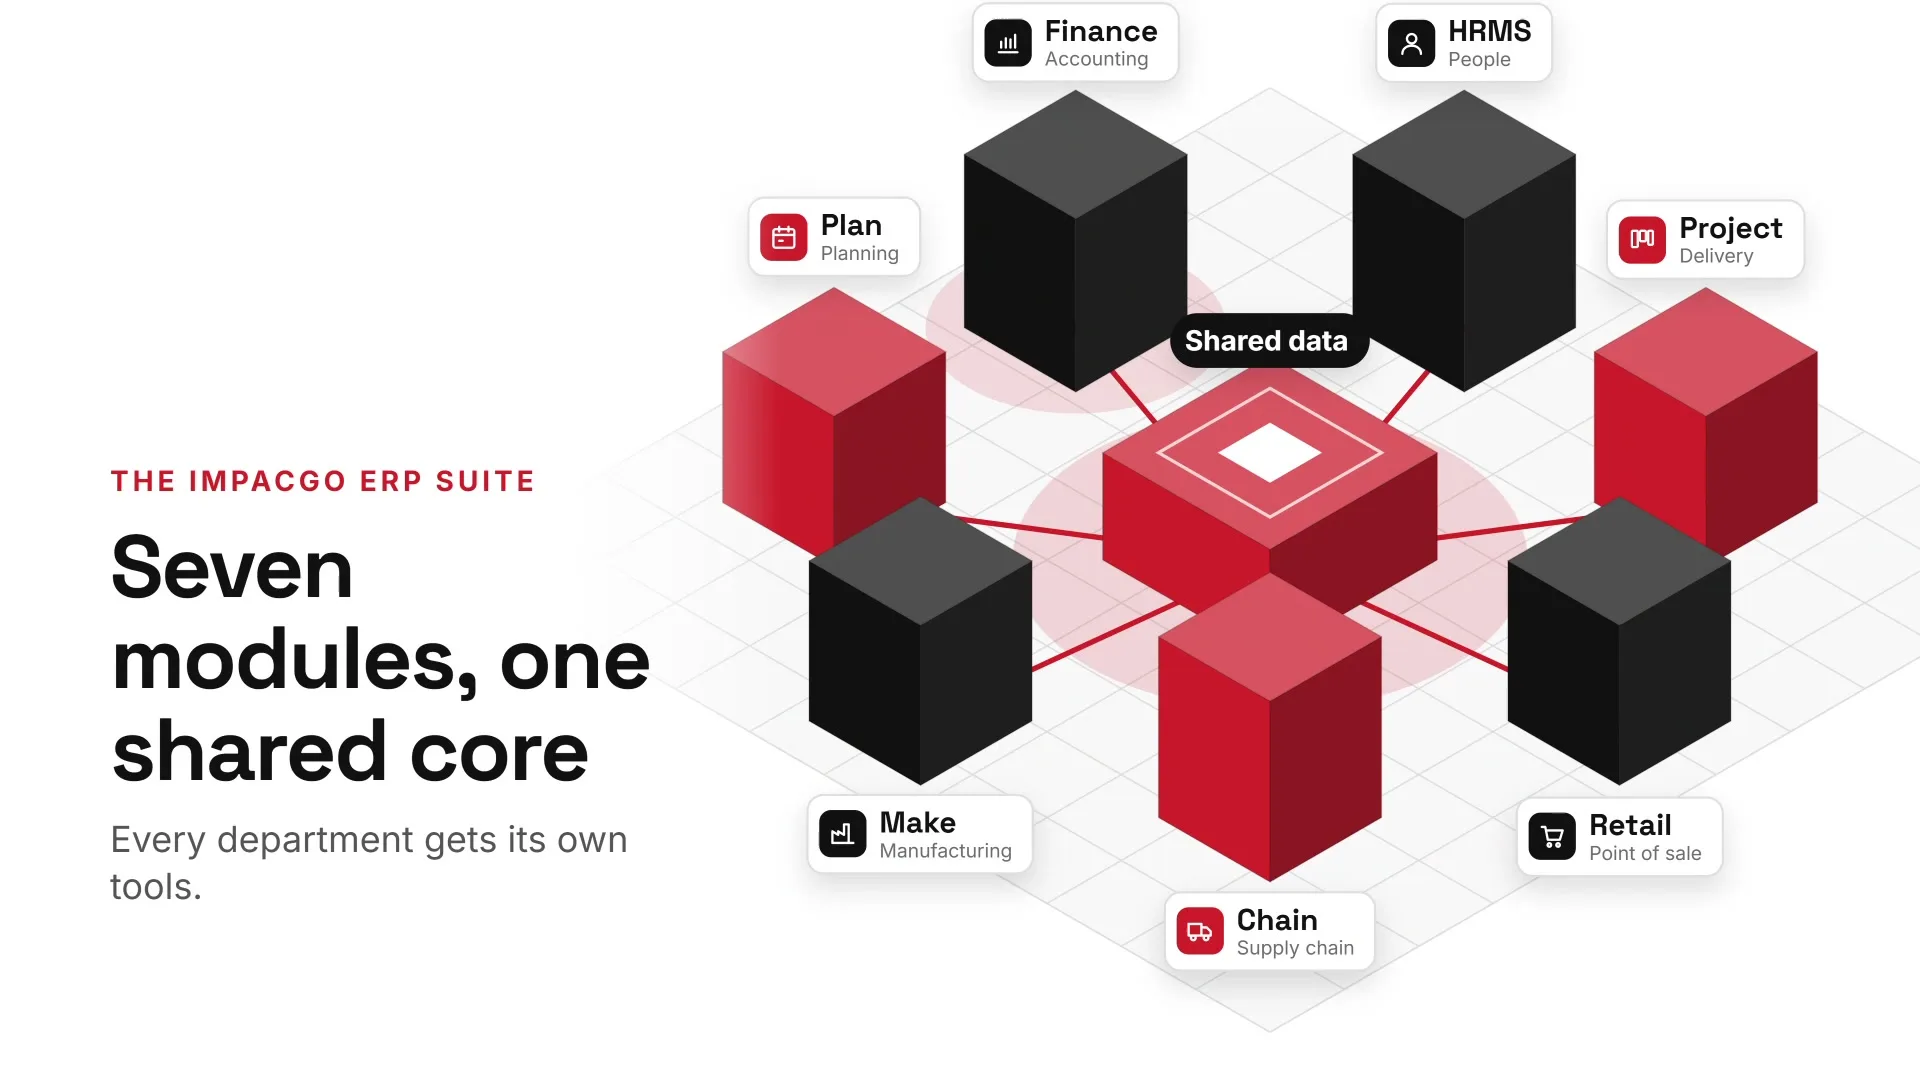 Finance
Accounting
HRMS
People
Plan
Planning
Project
Delivery
Shared data
THE IMPACGO ERP SUITE
Seven
modules, one
shared core
Every department gets its own
tools.
Make
Manufacturing
Retail
Point of sale
Chain
Supply chain